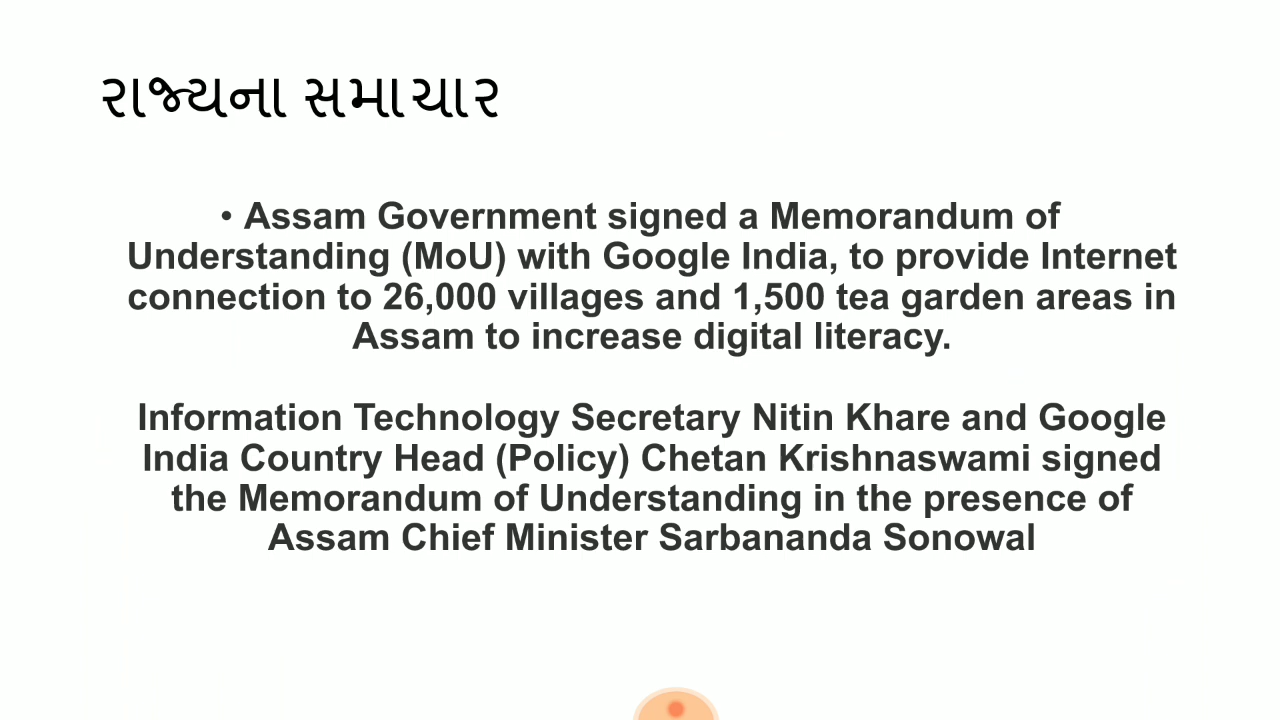 રાજ્યના સમાચાર
• Assam Government signed a Memorandum of
Understanding (MoU) with Google India, to provide Internet
connection to 26,000 villages and 1,500 tea garden areas in
Assam to increase digital literacy.
Information Technology Secretary Nitin Khare and Google
India Country Head (Policy) Chetan Krishnaswami signed
the Memorandum of Understanding in the presence of
Assam Chief Minister Sarbananda Sonowal